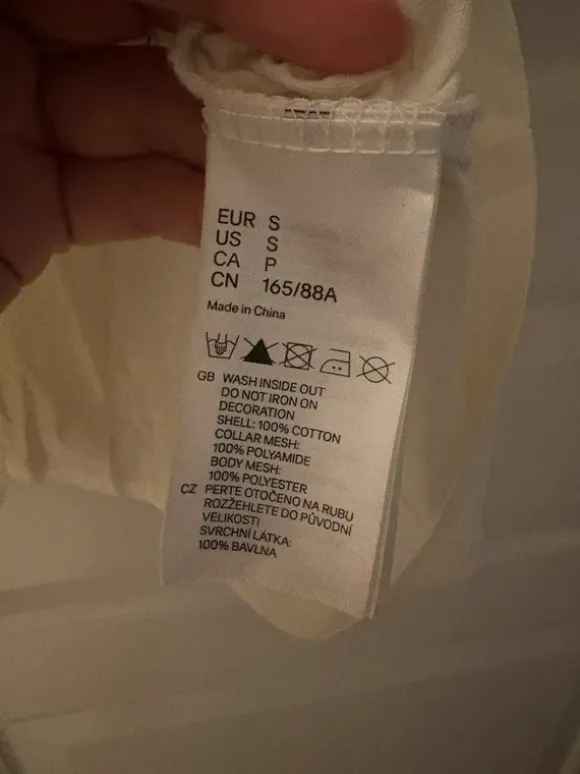 EUR S
US S
CA P
CN 165/88A
Made in China
GB WASH INSIDE OUT
DO NOT IRON ON
DECORATION
SHELL: 100% COTTON
COLLAR MESH:
100% POLYAMIDE
BODY MESH:
100% POLYESTER
CZ PERTE OTOČENO NA RUBU
ROZŽEHLETE DO PŮVODNÍ
VELIKOSTI
SVRCHNÍ LÁTKA:
100% BAVLNA